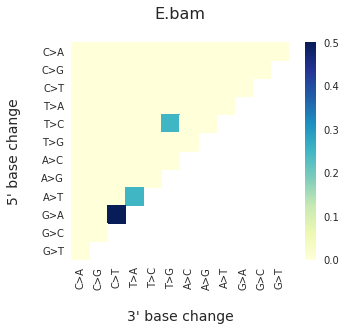 E.bam
5' base change
C>A
C>G
C>T
T>A
T>C
T>G
A>C
A>G
A>T
G>A
G>C
G>T
C>A
C>G
C>T
T>A
T>C
T>G
A>C
A>G
A>T
G>A
G>C
G>T
3' base change
0.5
0.4
0.3
0.2
0.1
0.0